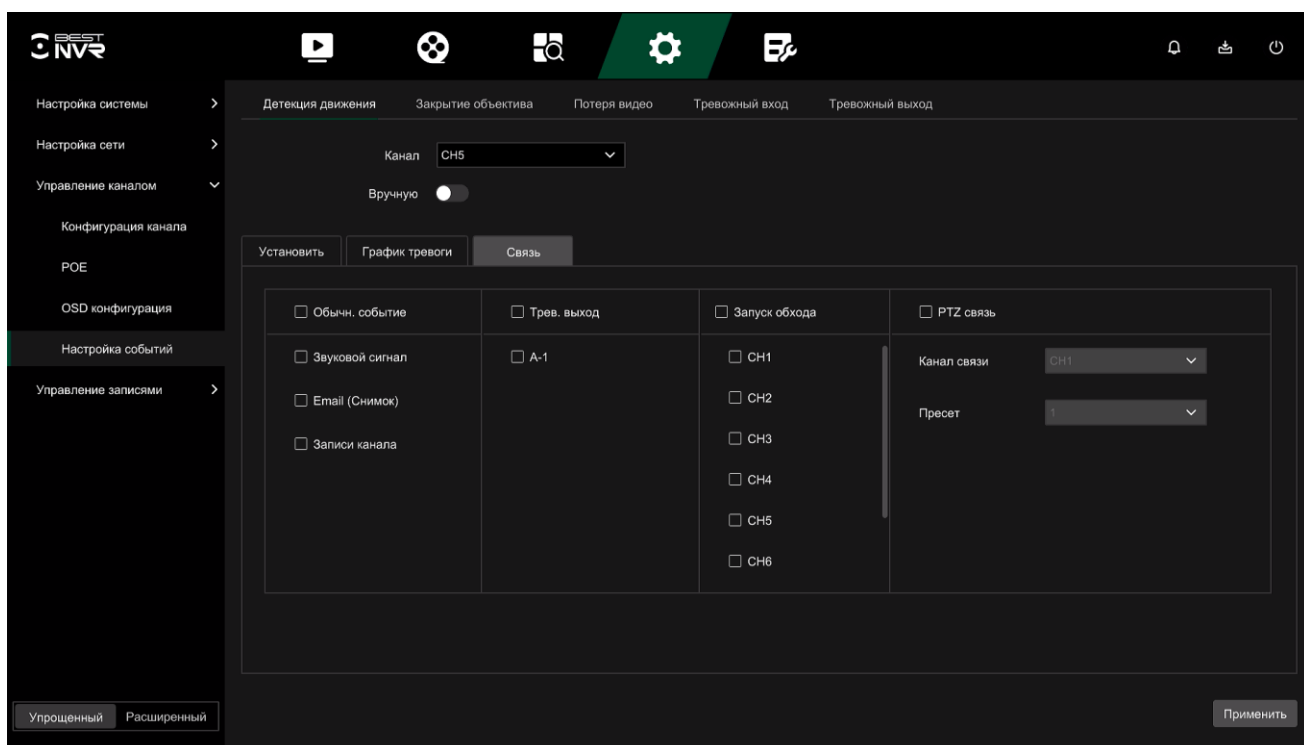 BEST
NVR
Настройка системы
Детекция движения Закрытие объектива Потеря видео Тревожный вход Тревожный выход
Настройка сети
Канал CH5
Управление каналом
Вручную
Конфигурация канала
Установить График тревоги Связь
POE
OSD конфигурация
Обычн. событие Трев. выход Запуск обхода PTZ связь
Настройка событий
Звуковой сигнал A-1 CH1 Канал связи CH1
Управление записями
Email (Снимок) CH2
Пресет 1
Записи канала CH3
CH4
CH5
CH6
Упрощенный Расширенный Применить